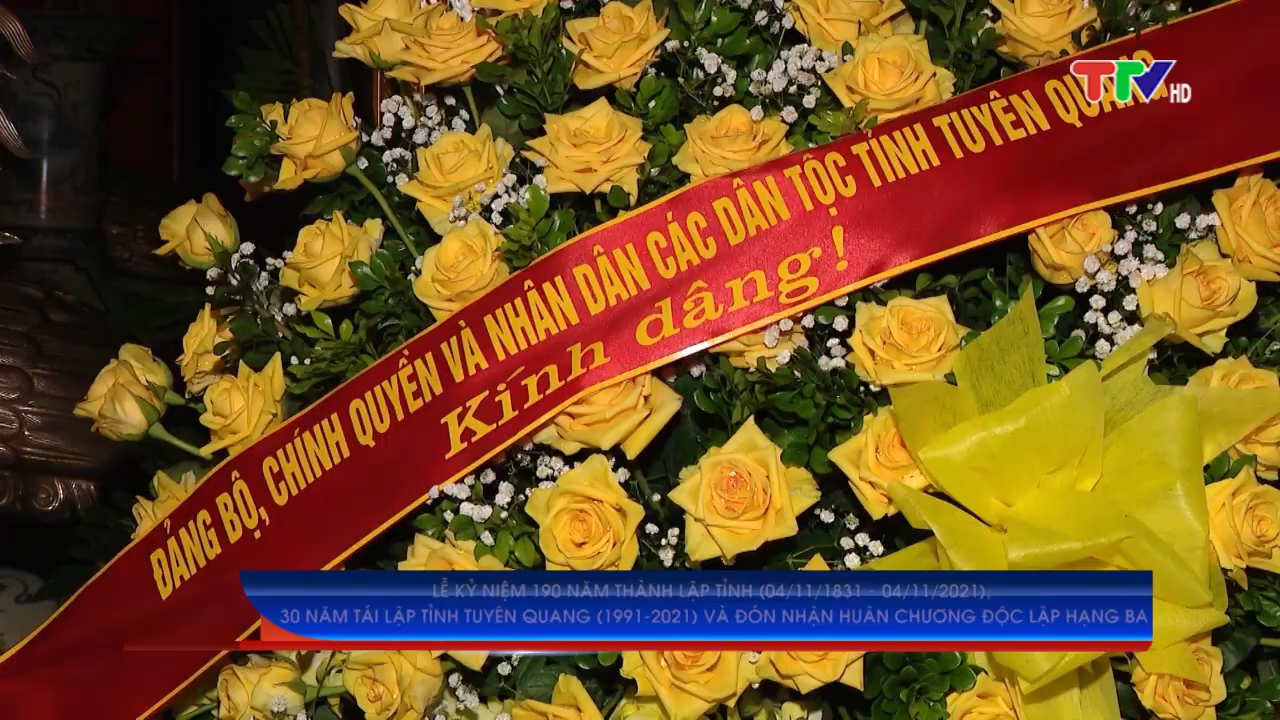 TTV HD
ĐẢNG BỘ, CHÍNH QUYỀN VÀ NHÂN DÂN CÁC DÂN TỘC TỈNH TUYÊN QUANG
Kính dâng!
LỄ KỶ NIỆM 190 NĂM THÀNH LẬP TỈNH (04/11/1831 - 04/11/2021),
30 NĂM TÁI LẬP TỈNH TUYÊN QUANG (1991-2021) VÀ ĐÓN NHẬN HUÂN CHƯƠNG ĐỘC LẬP HẠNG BA